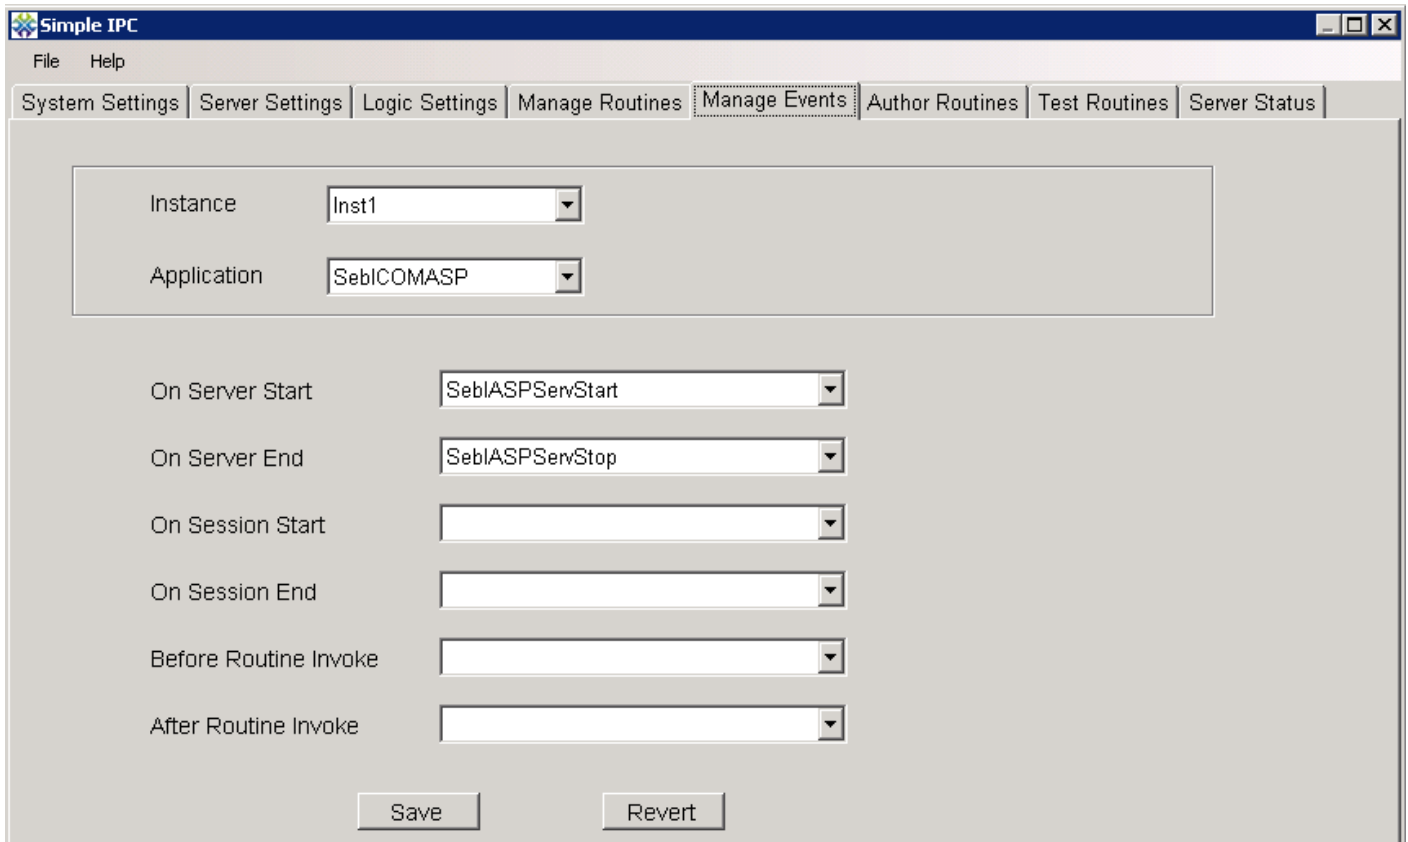 Simple IPC
File Help
System Settings Server Settings Logic Settings Manage Routines Manage Events Author Routines Test Routines Server Status
Instance Inst1
Application SeblCOMASP
On Server Start SeblASPServStart
On Server End SeblASPServStop
On Session Start
On Session End
Before Routine Invoke
After Routine Invoke
Save Revert